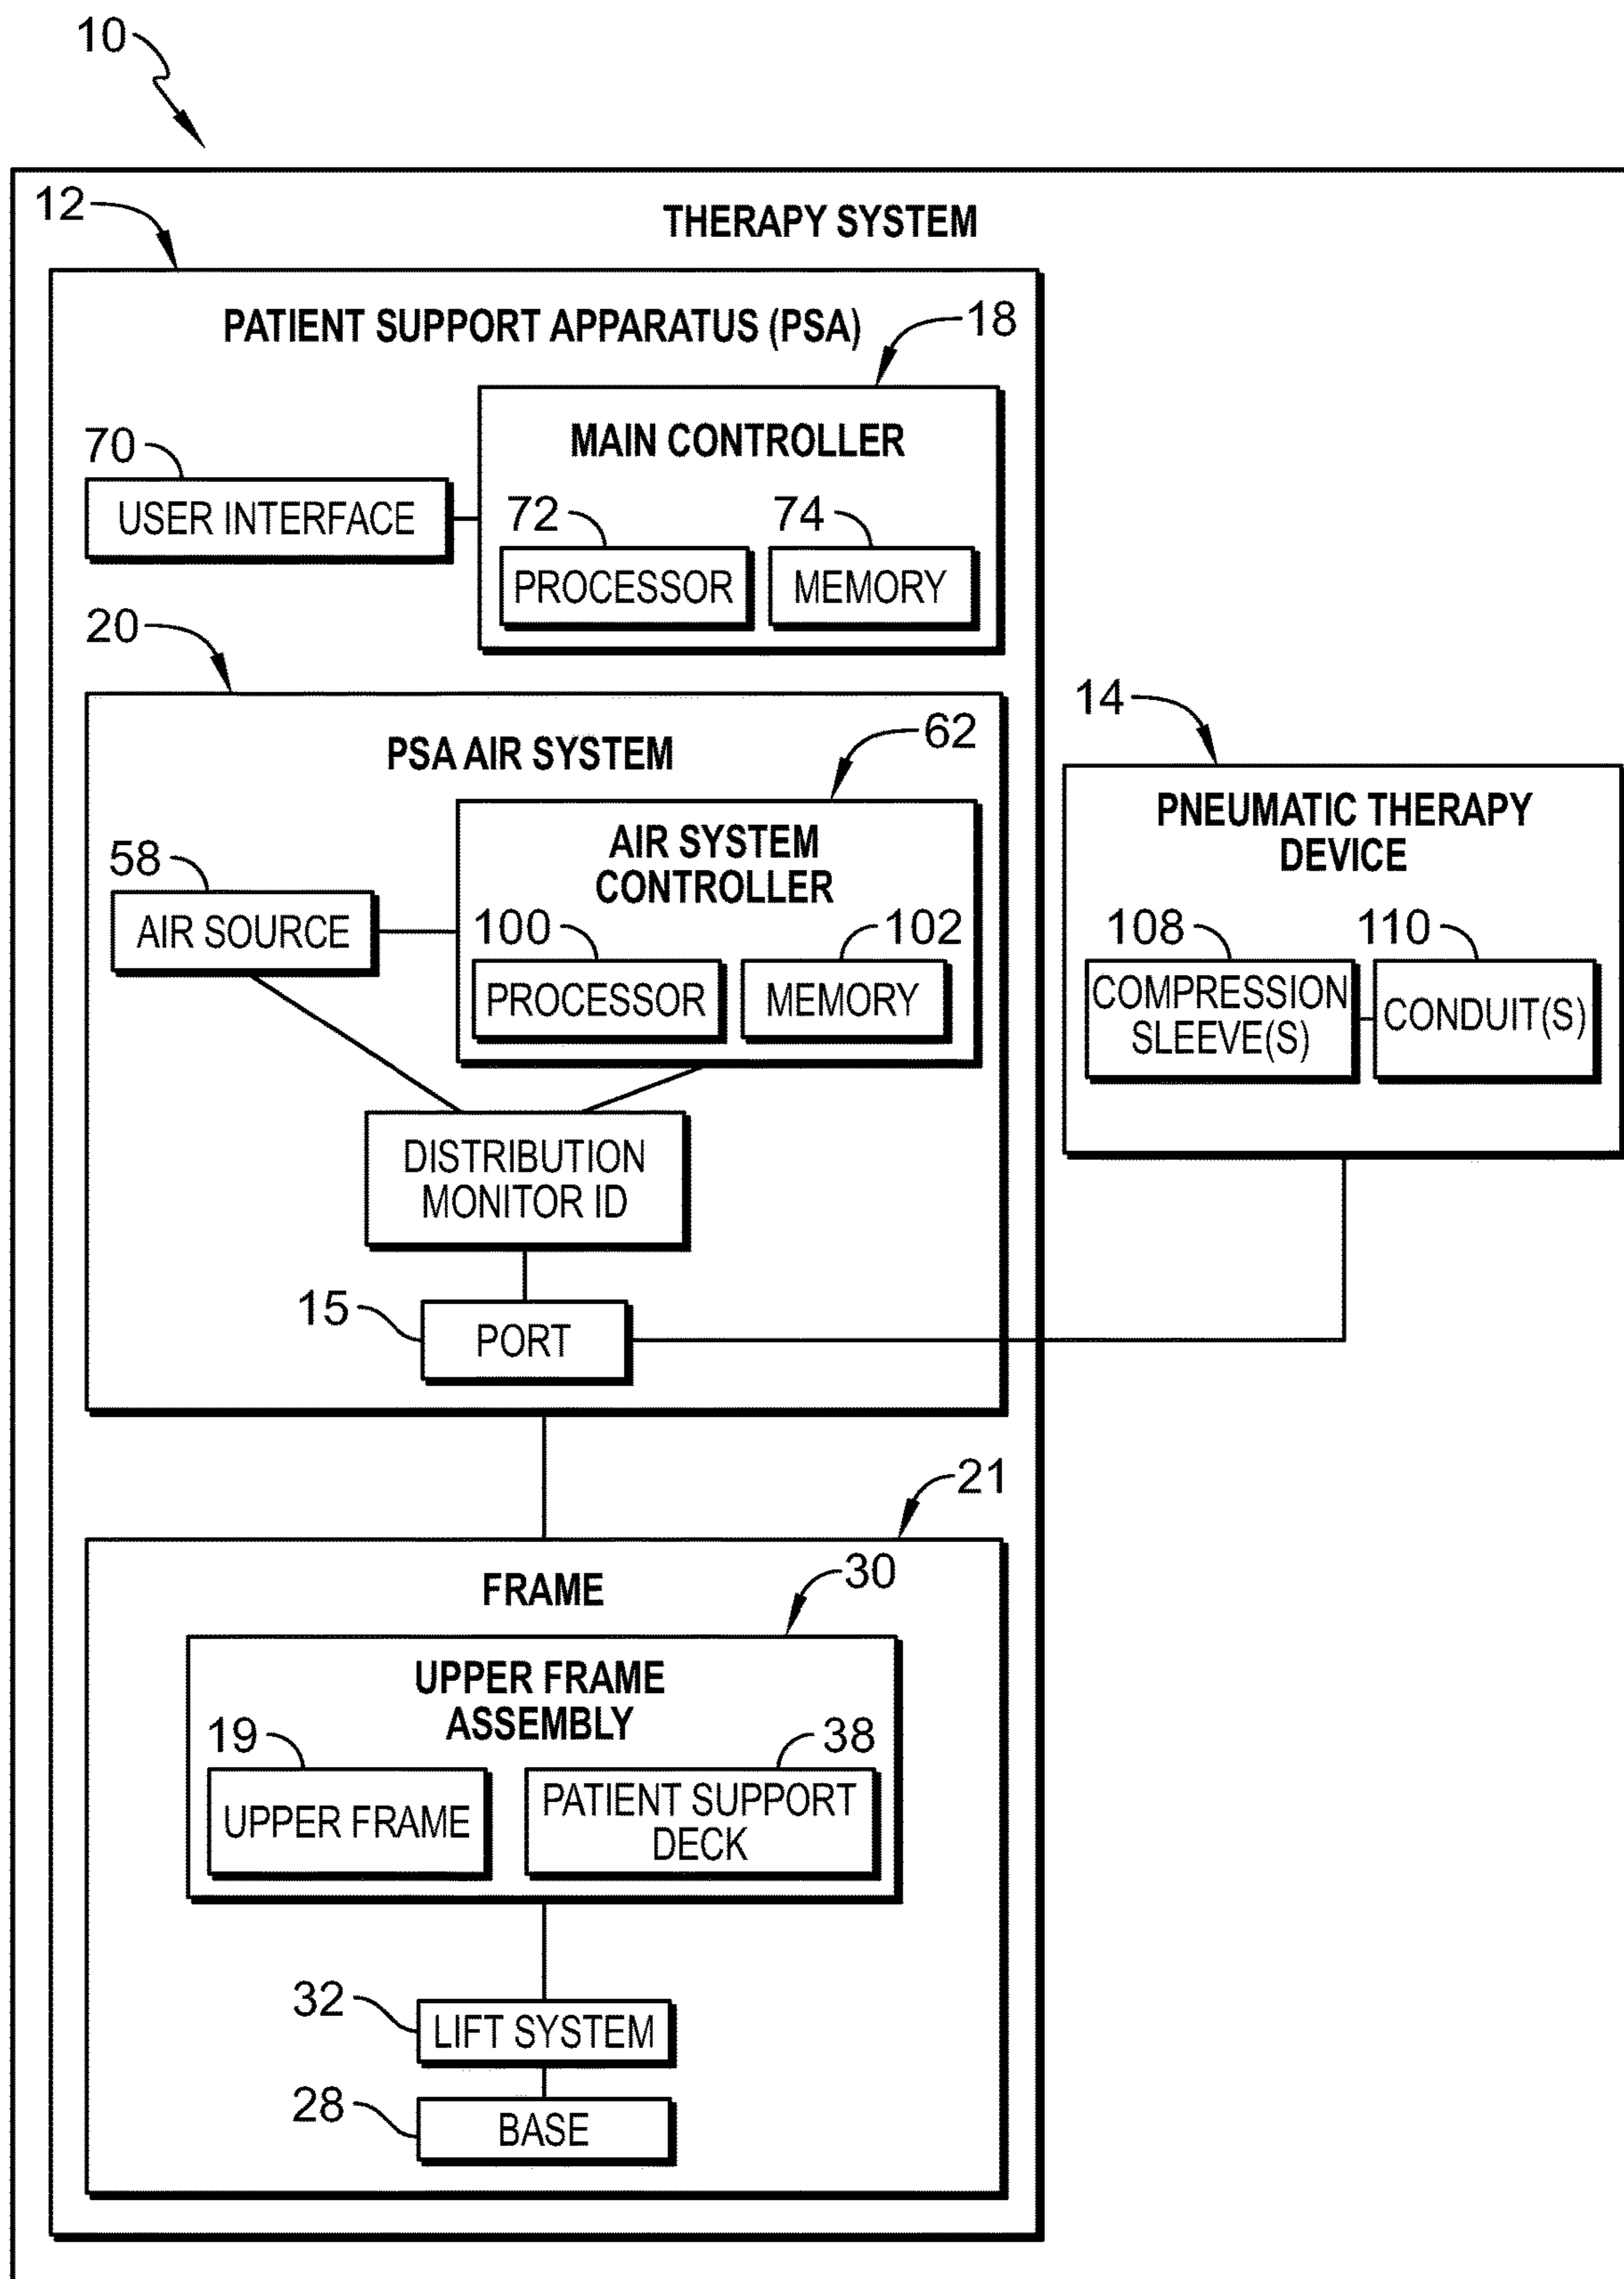 10
12
THERAPY SYSTEM
PATIENT SUPPORT APPARATUS (PSA)
18
MAIN CONTROLLER
70
USER INTERFACE
72
74
PROCESSOR
MEMORY
20
PSA AIR SYSTEM
62
AIR SYSTEM
CONTROLLER
58
AIR SOURCE
100
102
PROCESSOR
MEMORY
DISTRIBUTION
MONITOR ID
15
PORT
14
PNEUMATIC THERAPY
DEVICE
108
110
COMPRESSION
SLEEVE(S)
CONDUIT(S)
21
FRAME
30
UPPER FRAME
ASSEMBLY
19
38
UPPER FRAME
PATIENT SUPPORT
DECK
32
LIFT SYSTEM
28
BASE